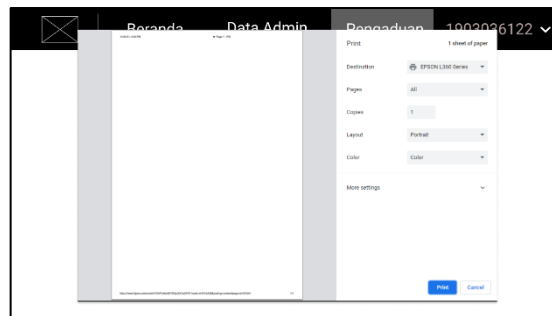 Beranda Data Admin Pengaduan 1903036122
Print 1 sheet of paper
Destination EPSON L360 Series
Pages All
Copies 1
Layout Portrait
Color Color
More settings
Print Cancel